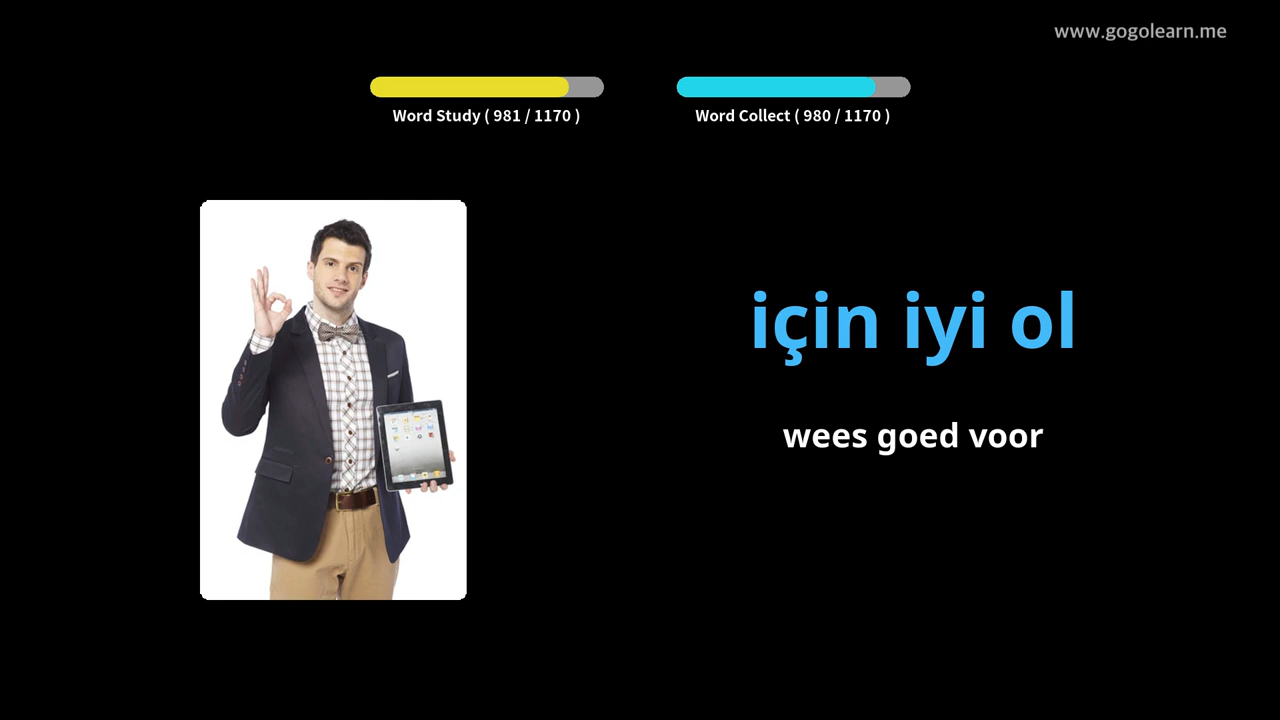 www.gogolearn.me
Word Study ( 981 / 1170 )
Word Collect ( 980 / 1170 )
için iyi ol
wees goed voor